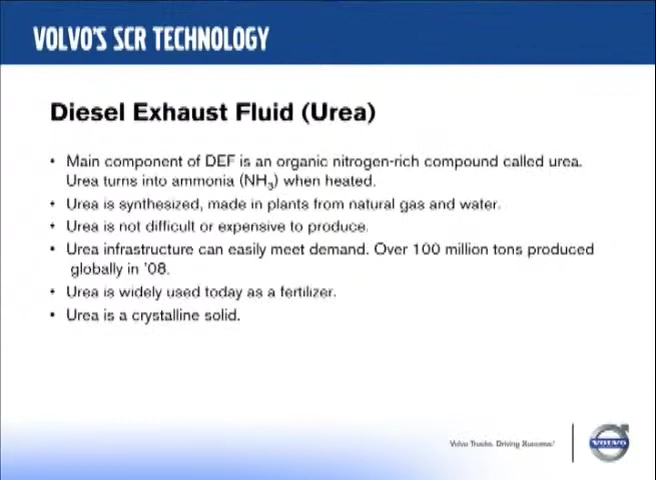 VOLVO'S SCR TECHNOLOGY
Diesel Exhaust Fluid (Urea)
• Main component of DEF is an organic nitrogen-rich compound called urea.
Urea turns into ammonia (NH₃) when heated.
• Urea is synthesized, made in plants from natural gas and water.
• Urea is not difficult or expensive to produce.
• Urea infrastructure can easily meet demand. Over 100 million tons produced
globally in '08.
• Urea is widely used today as a fertilizer.
• Urea is a crystalline solid.
Volvo Trucks. Driving Success.®
VOLVO